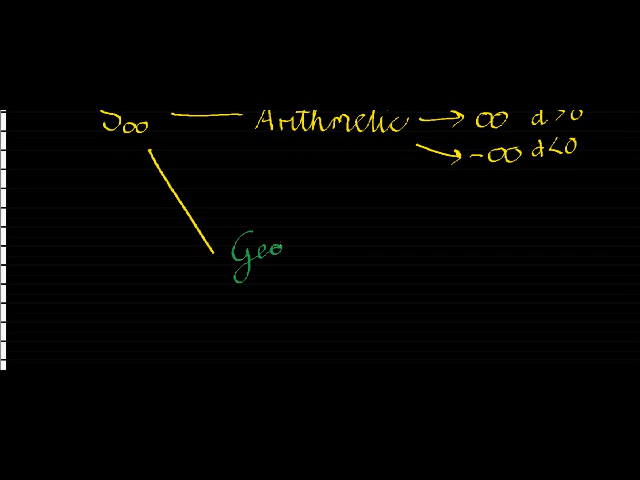 S∞ — Arithmetic → ∞ d>0
→ -∞ d<0
Geo